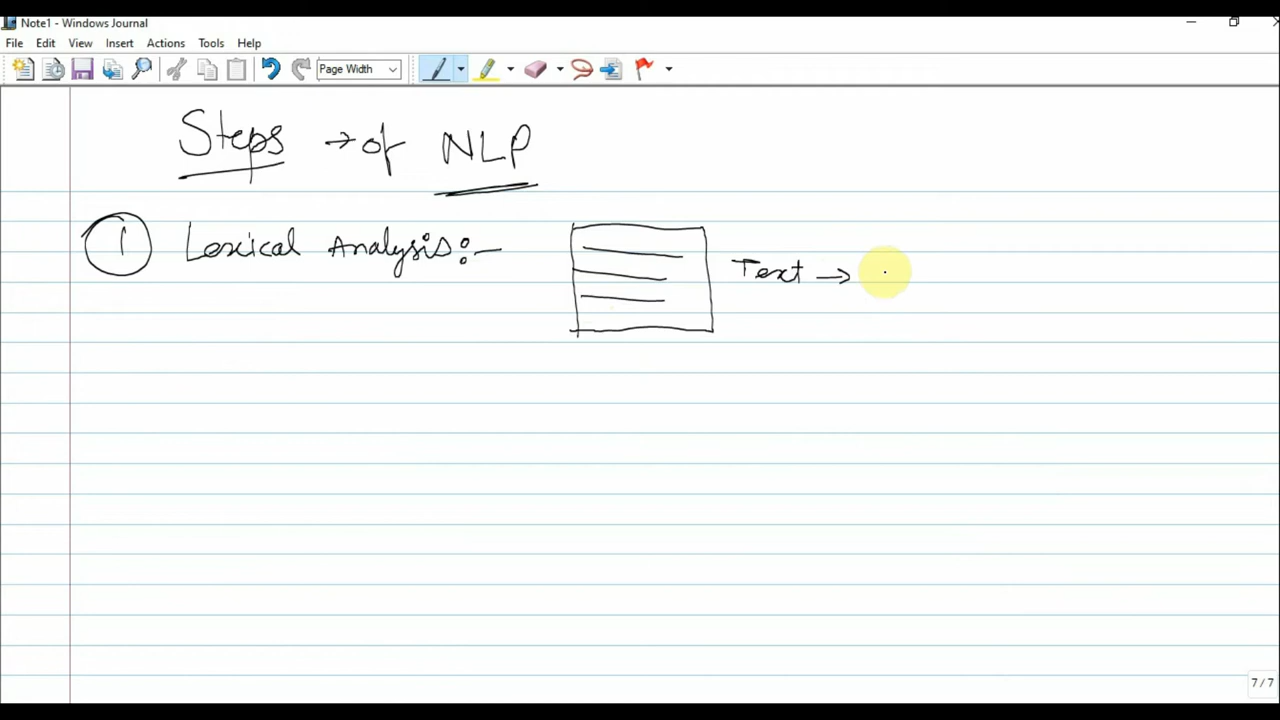 Note1 - Windows Journal
File Edit View Insert Actions Tools Help
Page Width
Steps → of NLP
1 Lexical Analysis:-
Text →
7 / 7